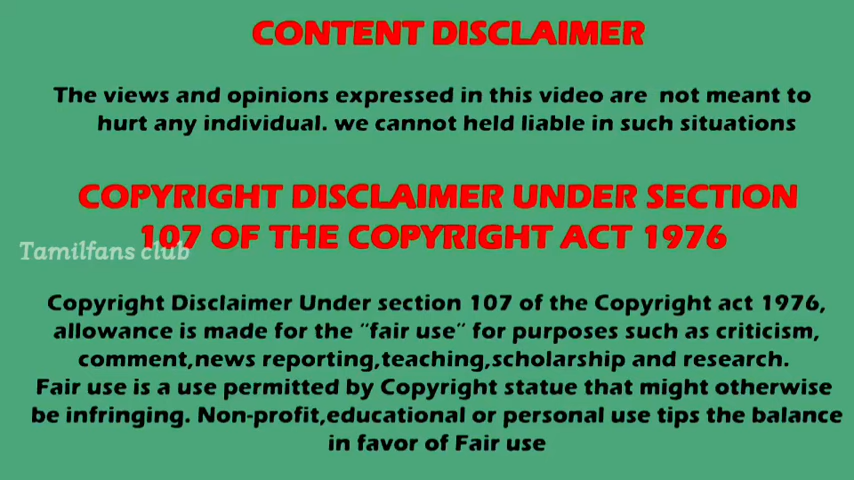 CONTENT DISCLAIMER
The views and opinions expressed in this video are not meant to
hurt any individual. we cannot held liable in such situations
COPYRIGHT DISCLAIMER UNDER SECTION
107 OF THE COPYRIGHT ACT 1976
Tamilfans club
Copyright Disclaimer Under section 107 of the Copyright act 1976,
allowance is made for the "fair use" for purposes such as criticism,
comment,news reporting,teaching,scholarship and research.
Fair use is a use permitted by Copyright statue that might otherwise
be infringing. Non-profit,educational or personal use tips the balance
in favor of Fair use